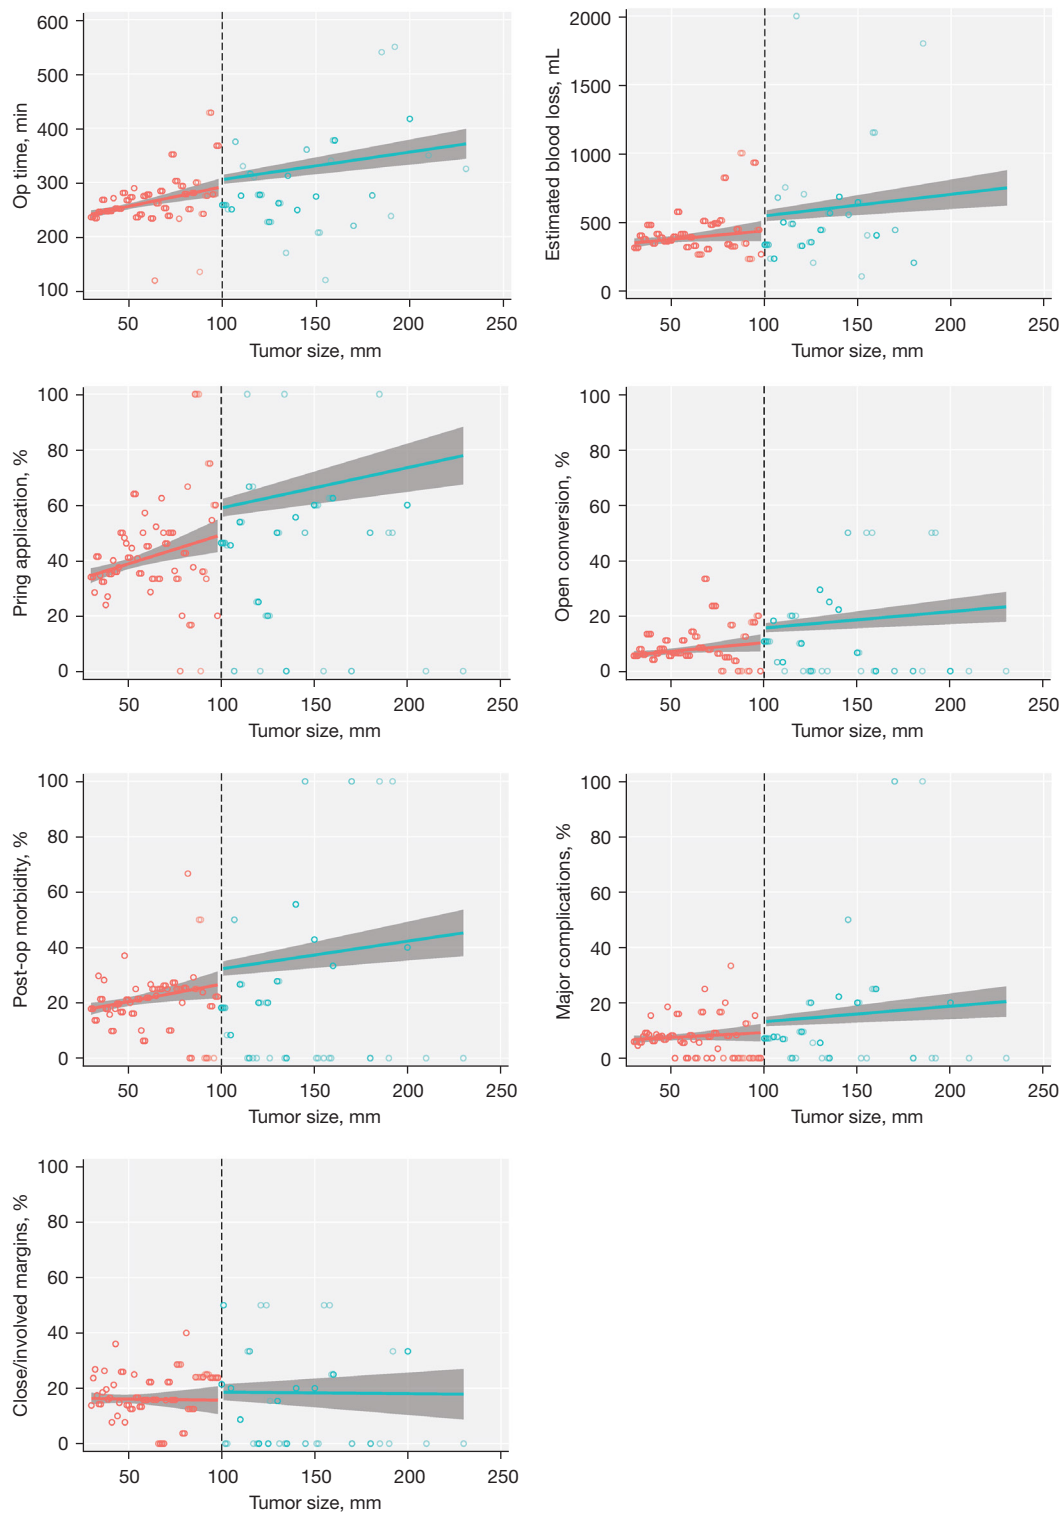 Op time, min
600
500
400
300
200
100
50 100 150 200 250
Tumor size, mm
Estimated blood loss, mL
2000
1500
1000
500
0
50 100 150 200 250
Tumor size, mm
Pring application, %
100
80
60
40
20
0
50 100 150 200 250
Tumor size, mm
Open conversion, %
100
80
60
40
20
0
50 100 150 200 250
Tumor size, mm
Post-op morbidity, %
100
80
60
40
20
0
50 100 150 200 250
Tumor size, mm
Major complications, %
100
80
60
40
20
0
50 100 150 200 250
Tumor size, mm
Close/involved margins, %
100
80
60
40
20
0
50 100 150 200 250
Tumor size, mm